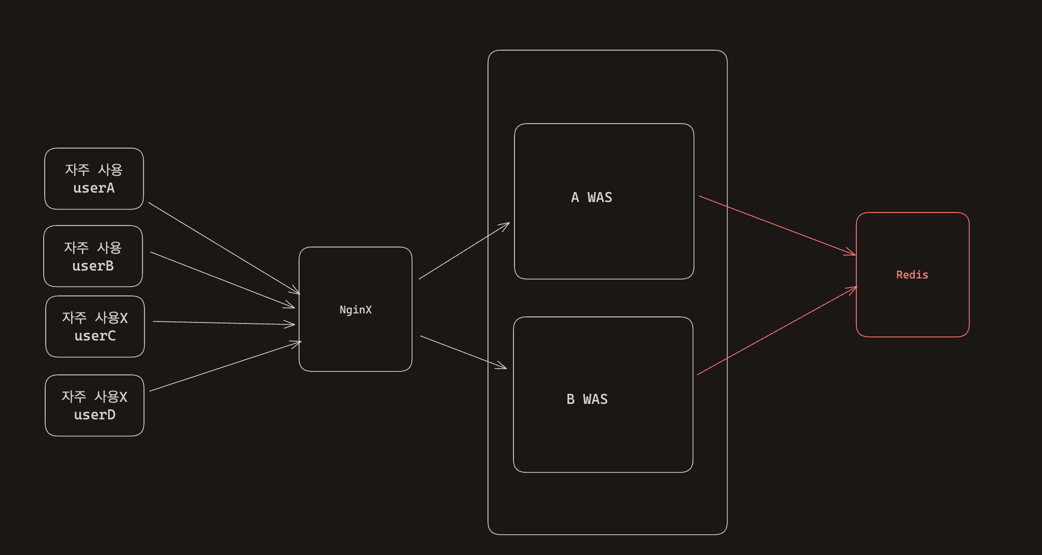 자주 사용
userA
자주 사용
userB
자주 사용X
userC
자주 사용X
userD
NginX
A WAS
B WAS
Redis